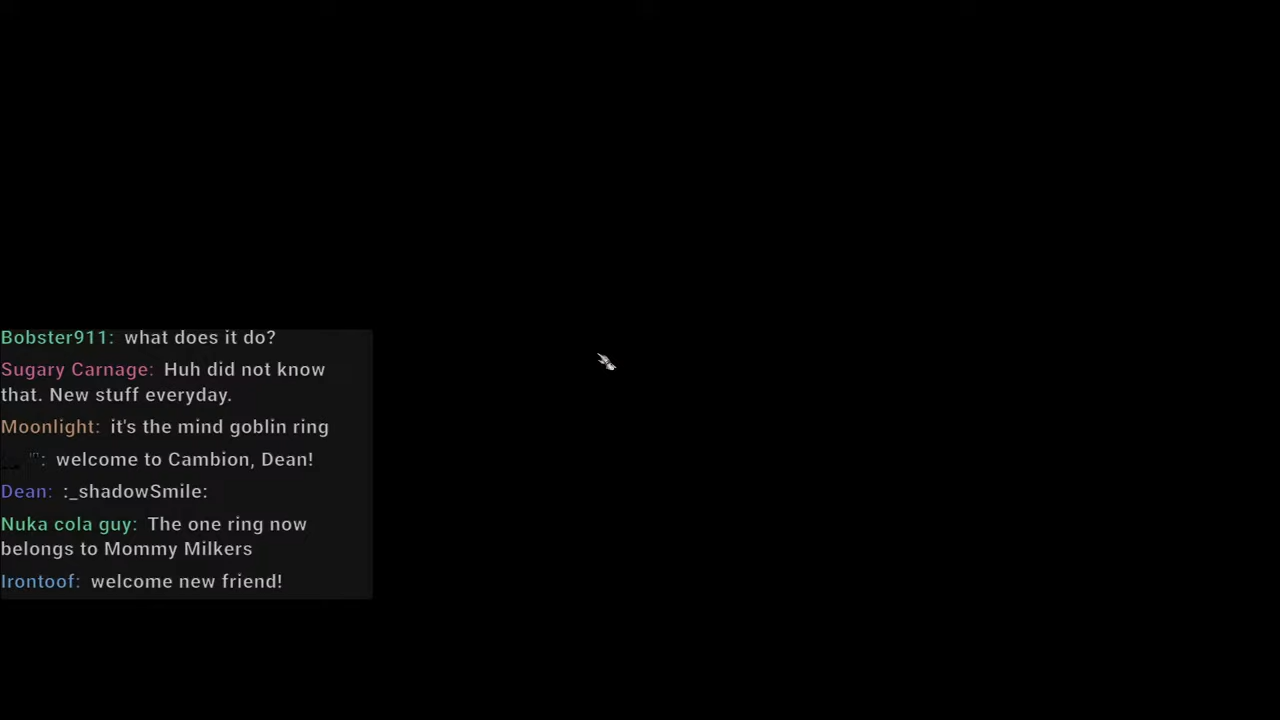 Bobster911: what does it do?
Sugary Carnage: Huh did not know
that. New stuff everyday.
Moonlight: it's the mind goblin ring
: welcome to Cambion, Dean!
Dean: :_shadowSmile:
Nuka cola guy: The one ring now
belongs to Mommy Milkers
Irontoof: welcome new friend!